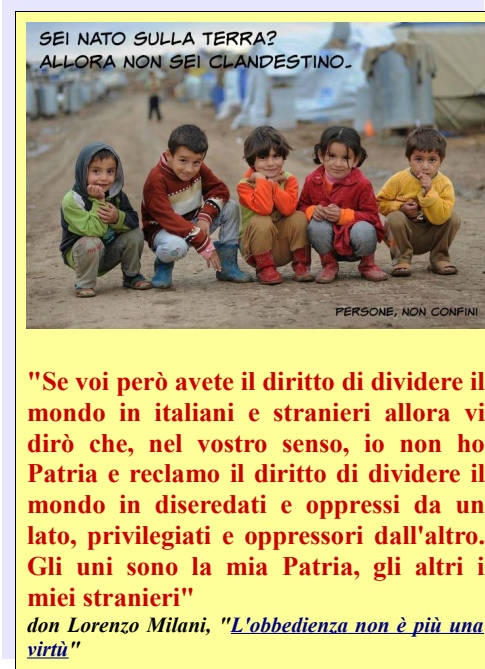 SEI NATO SULLA TERRA?
ALLORA NON SEI CLANDESTINO.
PERSONE, NON CONFINI
"Se voi però avete il diritto di dividere il
mondo in italiani e stranieri allora vi
dirò che, nel vostro senso, io non ho
Patria e reclamo il diritto di dividere il
mondo in diseredati e oppressi da un
lato, privilegiati e oppressori dall'altro.
Gli uni sono la mia Patria, gli altri i
miei stranieri"
don Lorenzo Milani, "L'obbedienza non è più una
virtù"